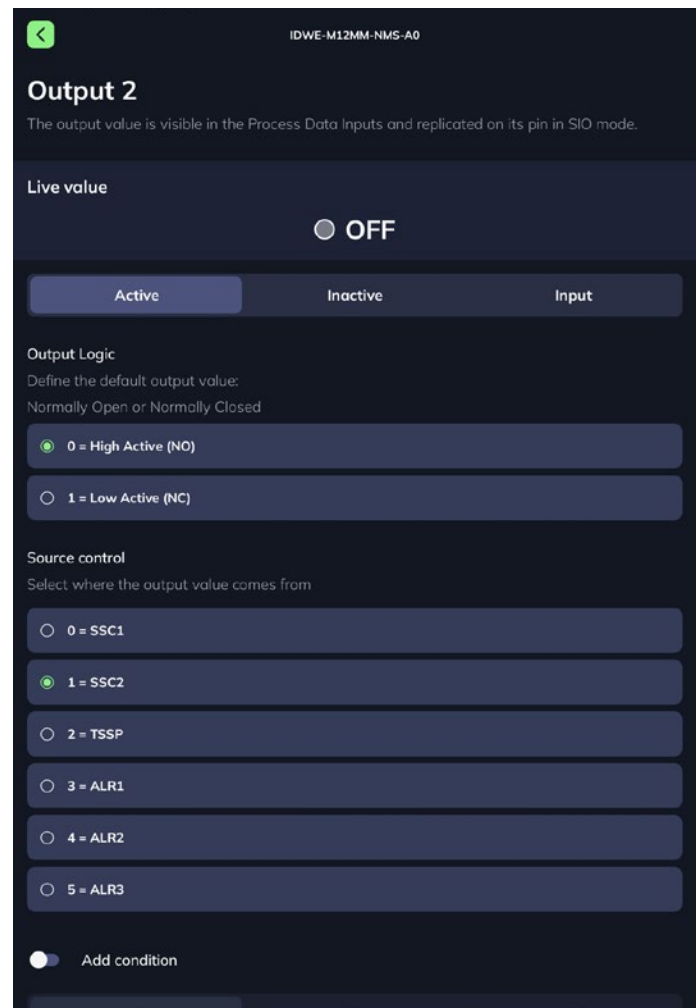 IDWE-M12MM-NMS-A0
Output 2
The output value is visible in the Process Data Inputs and replicated on its pin in SIO mode.
Live value
OFF
Active Inactive Input
Output Logic
Define the default output value:
Normally Open or Normally Closed
0 = High Active (NO)
1 = Low Active (NC)
Source control
Select where the output value comes from
0 = SSC1
1 = SSC2
2 = TSSP
3 = ALR1
4 = ALR2
5 = ALR3
Add condition